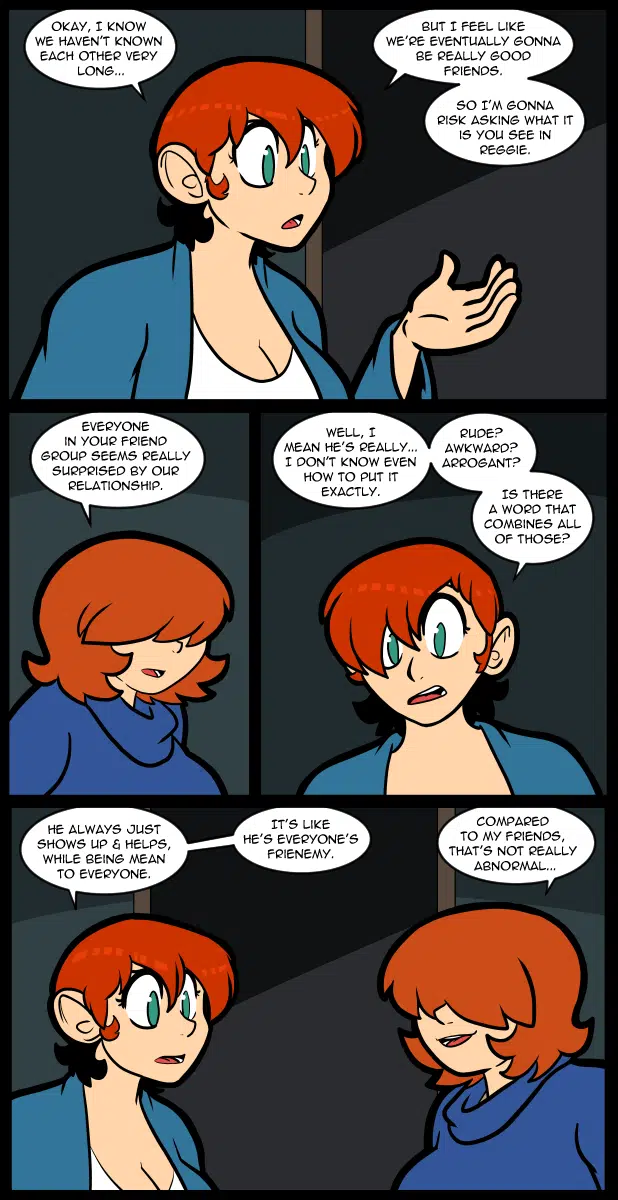 OKAY, I KNOW
WE HAVEN'T KNOWN
EACH OTHER VERY
LONG...
BUT I FEEL LIKE
WE'RE EVENTUALLY GONNA
BE REALLY GOOD
FRIENDS.
SO I'M GONNA
RISK ASKING WHAT IT
IS YOU SEE IN
REGGIE.
EVERYONE
IN YOUR FRIEND
GROUP SEEMS REALLY
SURPRISED BY OUR
RELATIONSHIP.
WELL, I
MEAN HE'S REALLY...
I DON'T KNOW EVEN
HOW TO PUT IT
EXACTLY.
RUDE?
AWKWARD?
ARROGANT?
IS THERE
A WORD THAT
COMBINES ALL
OF THOSE?
HE ALWAYS JUST
SHOWS UP & HELPS,
WHILE BEING MEAN
TO EVERYONE.
IT'S LIKE
HE'S EVERYONE'S
FRIENEMY.
COMPARED
TO MY FRIENDS,
THAT'S NOT REALLY
ABNORMAL...